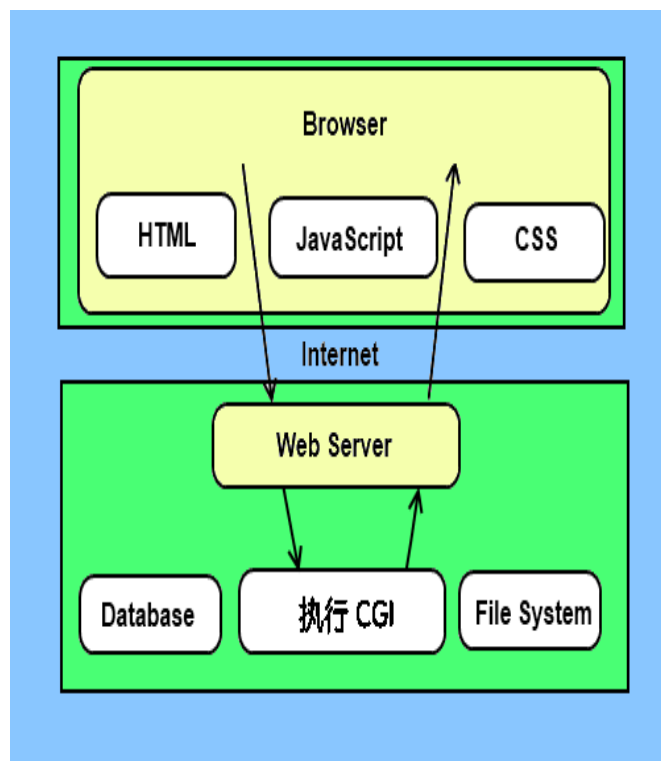 Browser
HTML
JavaScript
CSS
Internet
Web Server
Database
执行 CGI
File System